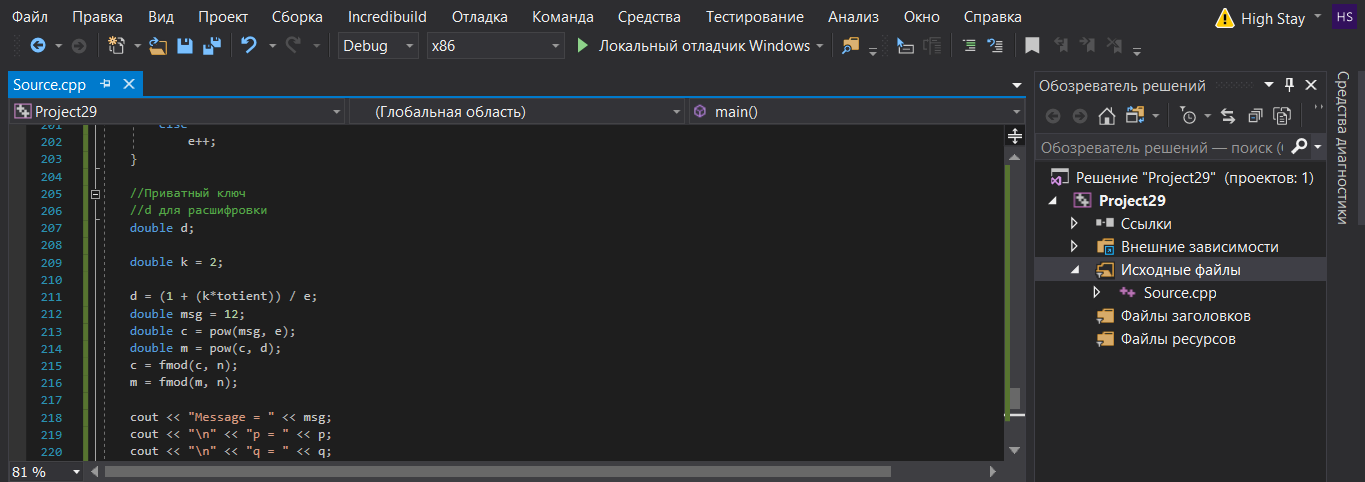 Файл Правка Вид Проект Сборка Incredibuild Отладка Команда Средства Тестирование Анализ Окно Справка High Stay HS
Debug x86 Локальный отладчик Windows
Source.cpp
Project29 (Глобальная область) main()
201 else
202 e++;
203 }
204
205 //Приватный ключ
206 //d для расшифровки
207 double d;
208
209 double k = 2;
210
211 d = (1 + (k*totient)) / e;
212 double msg = 12;
213 double c = pow(msg, e);
214 double m = pow(c, d);
215 c = fmod(c, n);
216 m = fmod(m, n);
217
218 cout << "Message = " << msg;
219 cout << "\n" << "p = " << p;
220 cout << "\n" << "q = " << q;
81 %
Обозреватель решений
Обозреватель решений — поиск (
Решение "Project29" (проектов: 1)
Project29
Ссылки
Внешние зависимости
Исходные файлы
Source.cpp
Файлы заголовков
Файлы ресурсов
Средства диагностики